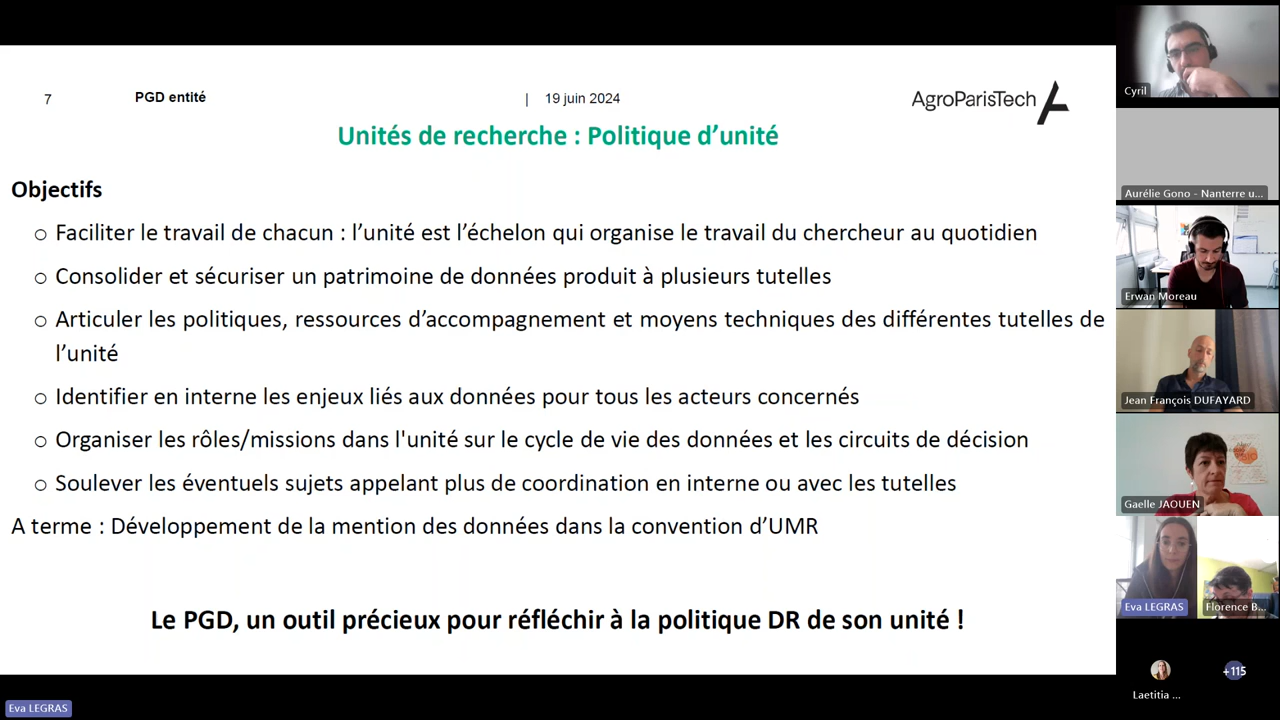 7
PGD entité
| 19 juin 2024
AgroParisTech
Unités de recherche : Politique d’unité
Objectifs
o Faciliter le travail de chacun : l’unité est l’échelon qui organise le travail du chercheur au quotidien
o Consolider et sécuriser un patrimoine de données produit à plusieurs tutelles
o Articuler les politiques, ressources d’accompagnement et moyens techniques des différentes tutelles de
l’unité
o Identifier en interne les enjeux liés aux données pour tous les acteurs concernés
o Organiser les rôles/missions dans l'unité sur le cycle de vie des données et les circuits de décision
o Soulever les éventuels sujets appelant plus de coordination en interne ou avec les tutelles
A terme : Développement de la mention des données dans la convention d’UMR
Le PGD, un outil précieux pour réfléchir à la politique DR de son unité !
Eva LEGRAS
Cyril
Aurélie Gono - Nanterre u...
Erwan Moreau
Jean François DUFAYARD
Gaelle JAOUEN
Eva LEGRAS
Florence B...
Laetitia ...
+115